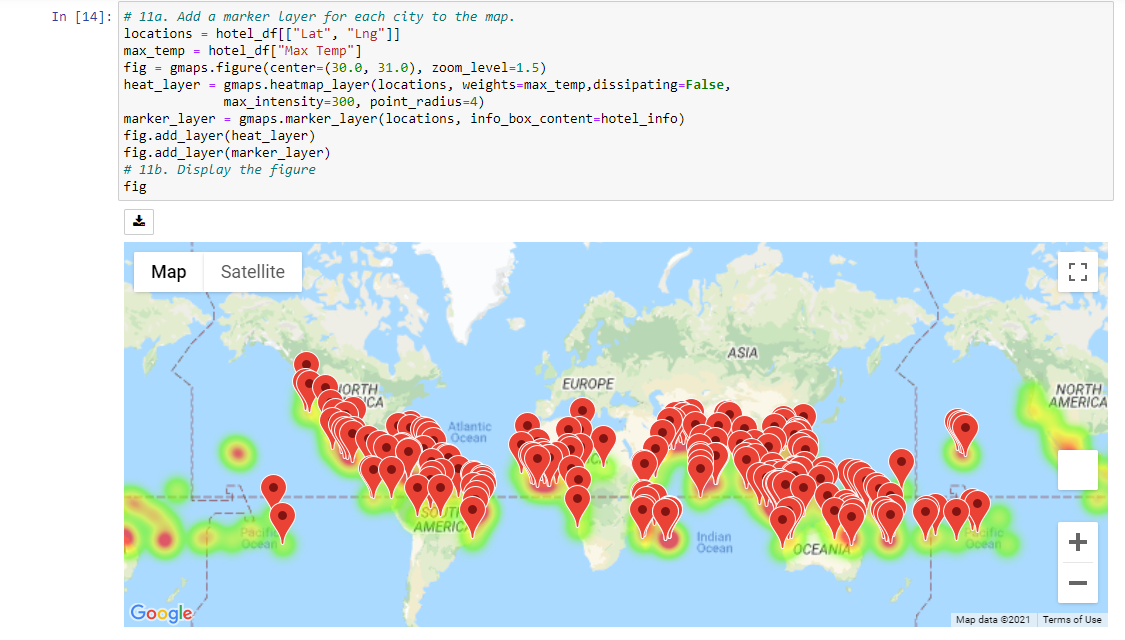 In [14]:
# 11a. Add a marker layer for each city to the map.
locations = hotel_df[["Lat", "Lng"]]
max_temp = hotel_df["Max Temp"]
fig = gmaps.figure(center=(30.0, 31.0), zoom_level=1.5)
heat_layer = gmaps.heatmap_layer(locations, weights=max_temp,dissipating=False,
max_intensity=300, point_radius=4)
marker_layer = gmaps.marker_layer(locations, info_box_content=hotel_info)
fig.add_layer(heat_layer)
fig.add_layer(marker_layer)
# 11b. Display the figure
fig
Map
Satellite
ASIA
EUROPE
NORTH
AMERICA
Atlantic
Ocean
SOUTH
AMERICA
Pacific
Ocean
Indian
Ocean
OCEANIA
Pacific
Ocean
Google
Map data ©2021
Terms of Use